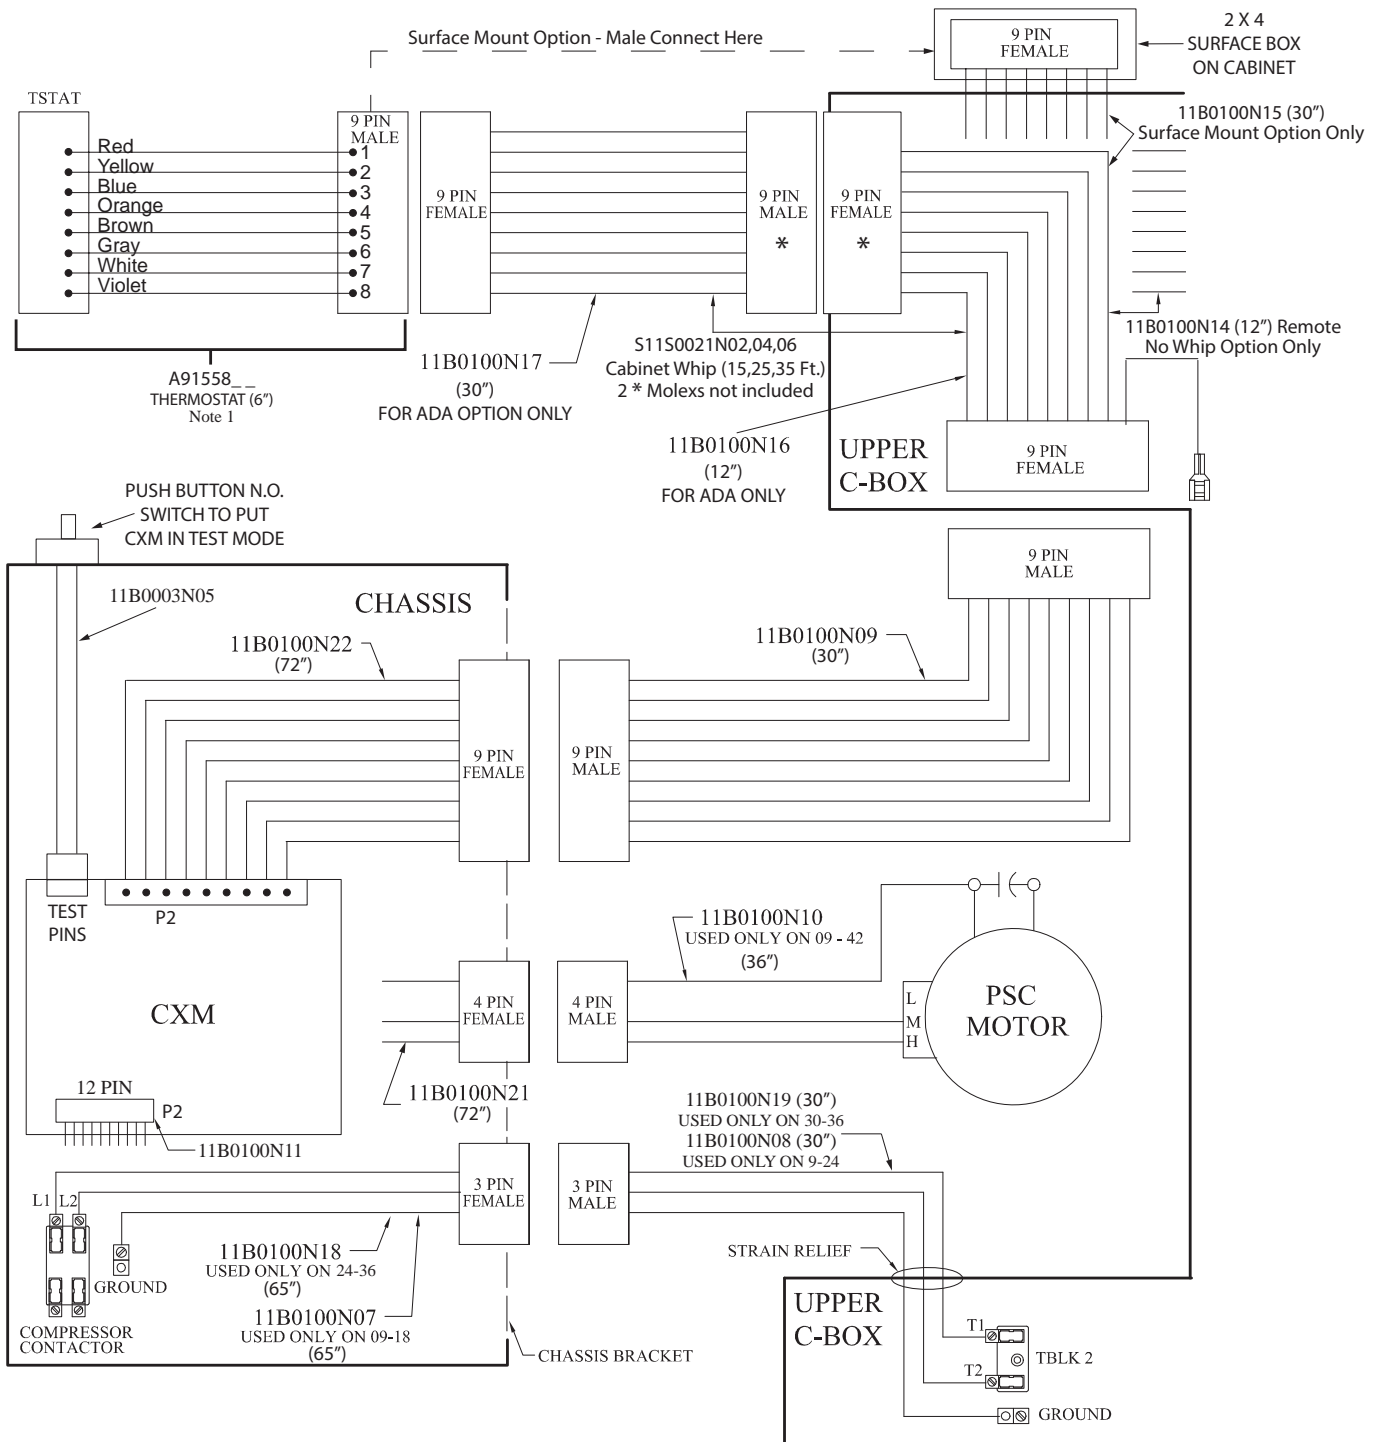 Surface Mount Option - Male Connect Here
9 PIN
FEMALE
2 X 4
SURFACE BOX
ON CABINET
TSTAT
Red
Yellow
Blue
Orange
Brown
Gray
White
Violet
9 PIN
MALE
1
2
3
4
5
6
7
8
9 PIN
FEMALE
9 PIN
MALE
*
9 PIN
FEMALE
*
11B0100N15 (30")
Surface Mount Option Only
11B0100N14 (12") Remote
No Whip Option Only
A91558_ _
THERMOSTAT (6")
Note 1
11B0100N17
(30")
FOR ADA OPTION ONLY
S11S0021N02,04,06
Cabinet Whip (15,25,35 Ft.)
2 * Molexs not included
11B0100N16
(12")
FOR ADA ONLY
UPPER
C-BOX
9 PIN
FEMALE
PUSH BUTTON N.O.
SWITCH TO PUT
CXM IN TEST MODE
11B0003N05
CHASSIS
11B0100N22
(72")
9 PIN
FEMALE
9 PIN
MALE
11B0100N09
(30")
9 PIN
MALE
TEST
PINS
P2
CXM
12 PIN
P2
11B0100N11
4 PIN
FEMALE
4 PIN
MALE
11B0100N21
(72")
11B0100N10
USED ONLY ON 09 - 42
(36")
L
M
H
PSC
MOTOR
11B0100N19 (30")
USED ONLY ON 30-36
11B0100N08 (30")
USED ONLY ON 9-24
3 PIN
FEMALE
3 PIN
MALE
L1
L2
GROUND
COMPRESSOR
CONTACTOR
11B0100N18
USED ONLY ON 24-36
(65")
11B0100N07
USED ONLY ON 09-18
(65")
CHASSIS BRACKET
STRAIN RELIEF
UPPER
C-BOX
T1
T2
TBLK 2
GROUND